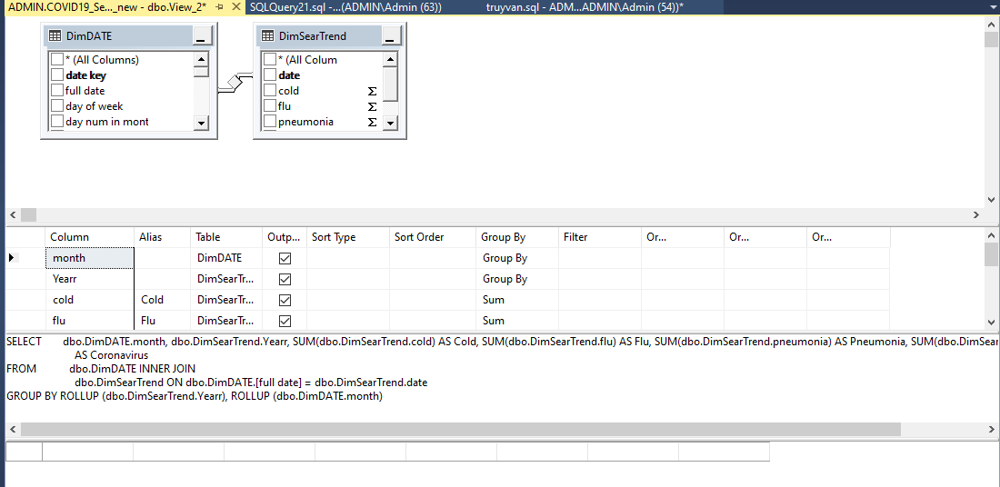 ADMIN.COVID19_Se..._new - dbo.View_2* SQLQuery21.sql -...(ADMIN\Admin (63)) truyvan.sql - ADM...ADMIN\Admin (54))*
DimDATE
* (All Columns)
date key
full date
day of week
day num in mont
DimSearTrend
* (All Colum
date
cold
flu
pneumonia
Column Alias Table Outp... Sort Type Sort Order Group By Filter Or... Or... Or...
month DimDATE Group By
Yearr DimSearTr... Group By
cold Cold DimSearTr... Sum
flu Flu DimSearTr... Sum
SELECT dbo.DimDATE.month, dbo.DimSearTrend.Yearr, SUM(dbo.DimSearTrend.cold) AS Cold, SUM(dbo.DimSearTrend.flu) AS Flu, SUM(dbo.DimSearTrend.pneumonia) AS Pneumonia, SUM(dbo.DimSear
AS Coronavirus
FROM dbo.DimDATE INNER JOIN
dbo.DimSearTrend ON dbo.DimDATE.[full date] = dbo.DimSearTrend.date
GROUP BY ROLLUP (dbo.DimSearTrend.Yearr), ROLLUP (dbo.DimDATE.month)